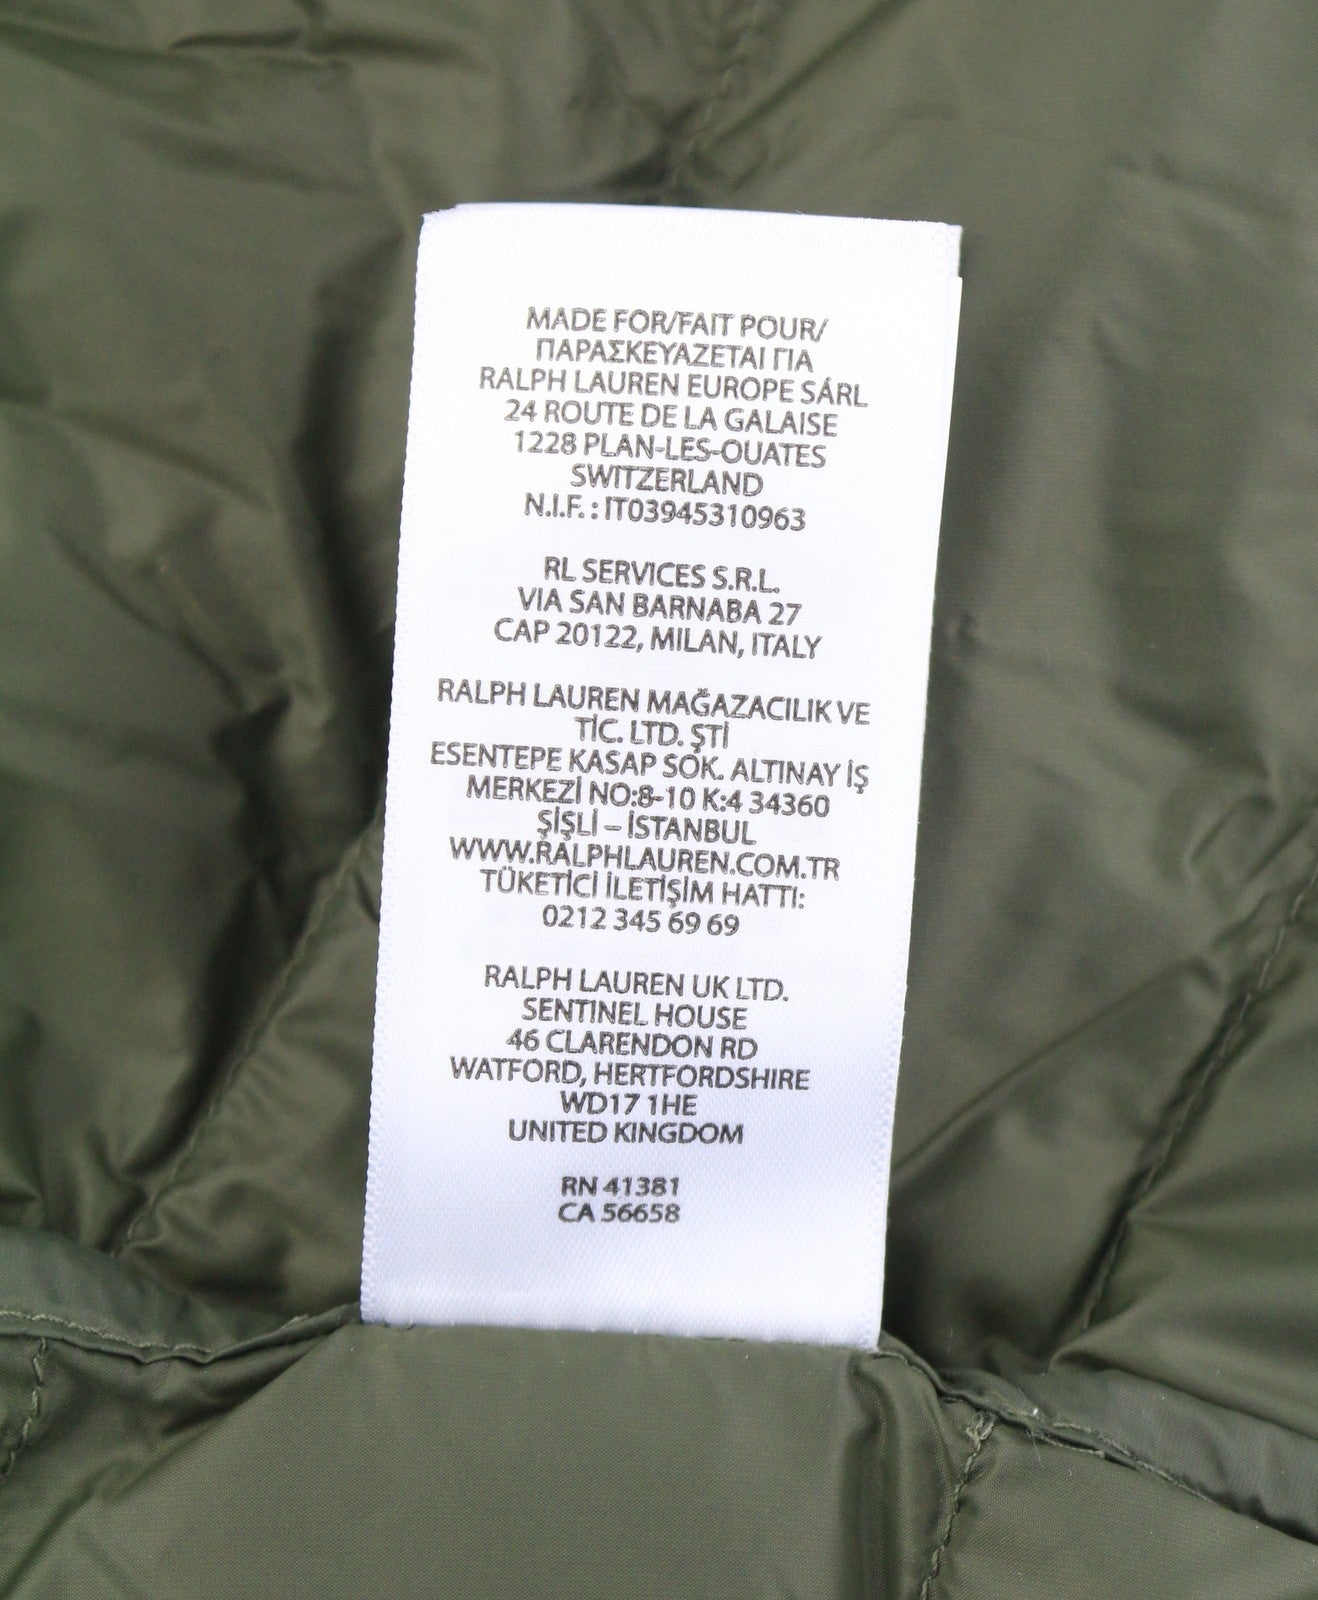 MADE FOR/FAIT POUR/
ΠΑΡΑΣΚΕΥΑΖΕΤΑΙ ΓΙΑ
RALPH LAUREN EUROPE SÁRL
24 ROUTE DE LA GALAISE
1228 PLAN-LES-OUATES
SWITZERLAND
N.I.F. : IT03945310963
RL SERVICES S.R.L.
VIA SAN BARNABA 27
CAP 20122, MILAN, ITALY
RALPH LAUREN MAĞAZACILIK VE
TİC. LTD. ŞTİ
ESENTEPE KASAP SOK. ALTINAY İŞ
MERKEZİ NO:8-10 K:4 34360
ŞİŞLİ – İSTANBUL
WWW.RALPHLAUREN.COM.TR
TÜKETİCİ İLETİŞİM HATTI:
0212 345 69 69
RALPH LAUREN UK LTD.
SENTINEL HOUSE
46 CLARENDON RD
WATFORD, HERTFORDSHIRE
WD17 1HE
UNITED KINGDOM
RN 41381
CA 56658